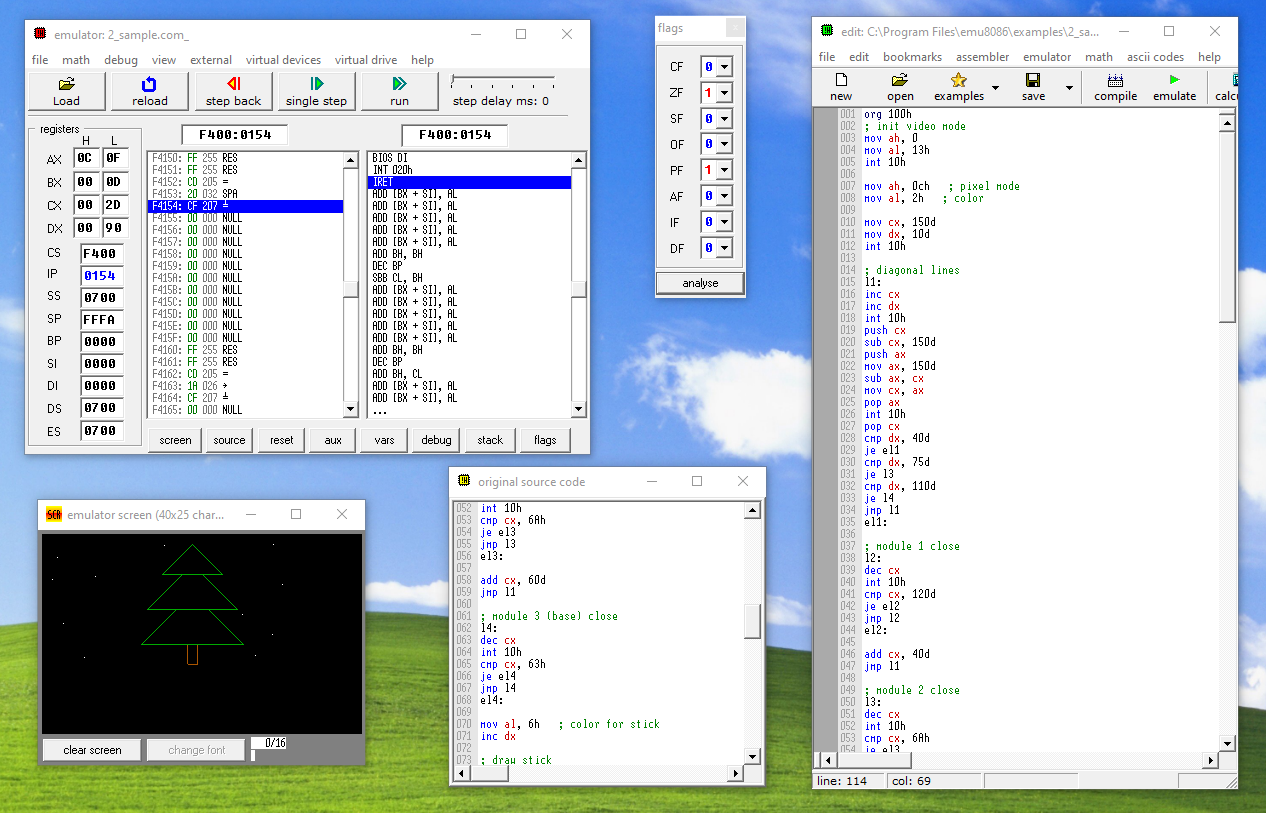 emulator: 2_sample.com_
file math debug view external virtual devices virtual drive help
Load reload step back single step run step delay ms: 0
registers
H L
F400:0154 F400:0154
AX 0C 0F
BX 00 0D
CX 00 2D
DX 00 90
CS F400
IP 0154
SS 0700
SP FFFA
BP 0000
SI 0000
DI 0000
DS 0700
ES 0700
F4150: FF 255 RES
F4151: FF 255 RES
F4152: CD 205 =
F4153: 20 032 SPA
F4154: CF 207 ╧
F4155: 00 000 NULL
F4156: 00 000 NULL
F4157: 00 000 NULL
F4158: 00 000 NULL
F4159: 00 000 NULL
F415A: 00 000 NULL
F415B: 00 000 NULL
F415C: 00 000 NULL
F415D: 00 000 NULL
F415E: 00 000 NULL
F415F: 00 000 NULL
F4160: FF 255 RES
F4161: FF 255 RES
F4162: CD 205 =
F4163: 1A 026
F4164: CF 207 ╧
F4165: 00 000 NULL
BIOS DI
INT 020h
IRET
ADD [BX + SI], AL
ADD [BX + SI], AL
ADD [BX + SI], AL
ADD [BX + SI], AL
ADD [BX + SI], AL
ADD BH, BH
DEC BP
SBB CL, BH
ADD [BX + SI], AL
ADD [BX + SI], AL
ADD [BX + SI], AL
ADD [BX + SI], AL
ADD [BX + SI], AL
ADD BH, BH
DEC BP
ADD BH, CL
ADD [BX + SI], AL
ADD [BX + SI], AL
...
screen source reset aux vars debug stack flags
flags
CF 0
ZF 1
SF 0
OF 0
PF 1
AF 0
IF 0
DF 0
analyse
emulator screen (40x25 char...
clear screen change font 0/16
original source code
052 int 10h
053 cmp cx, 6Ah
054 je el3
055 jmp l3
056 el3:
057
058 add cx, 60d
059 jmp l1
060
061 ; module 3 (base) close
062 l4:
063 dec cx
064 int 10h
065 cmp cx, 63h
066 je el4
067 jmp l4
068 el4:
069
070 mov al, 6h ; color for stick
071 inc dx
072
073 ; draw stick
edit: C:\Program Files\emu8086\examples\2_sa...
file edit bookmarks assembler emulator math ascii codes help
new open examples save compile emulate calcu
001 org 100h
002 ; init video mode
003 mov ah, 0
004 mov al, 13h
005 int 10h
006
007 mov ah, 0ch ; pixel mode
008 mov al, 2h ; color
009
010 mov cx, 150d
011 mov dx, 10d
012 int 10h
013
014 ; diagonal lines
015 l1:
016 inc cx
017 inc dx
018 int 10h
019 push cx
020 sub cx, 150d
021 push ax
022 mov ax, 150d
023 sub ax, cx
024 mov cx, ax
025 pop ax
026 int 10h
027 pop cx
028 cmp dx, 40d
029 je el1
030 cmp dx, 75d
031 je l3
032 cmp dx, 110d
033 je l4
034 jmp l1
035 el1:
036
037 ; module 1 close
038 l2:
039 dec cx
040 int 10h
041 cmp cx, 120d
042 je el2
043 jmp l2
044 el2:
045
046 add cx, 40d
047 jmp l1
048
049 ; module 2 close
050 l3:
051 dec cx
052 int 10h
053 cmp cx, 6Ah
054 je el3
line: 114 col: 69